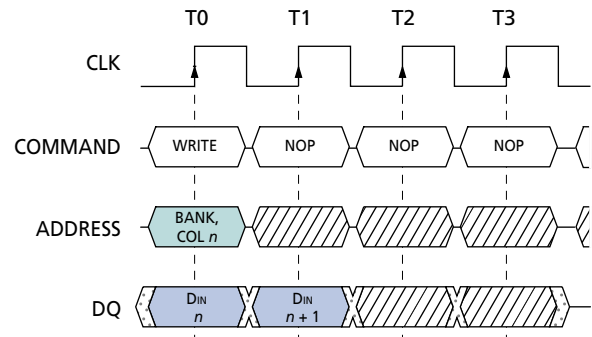 T0 T1 T2 T3
CLK
COMMAND WRITE NOP NOP NOP
ADDRESS BANK,
COL n
DQ DIN DIN
n n + 1